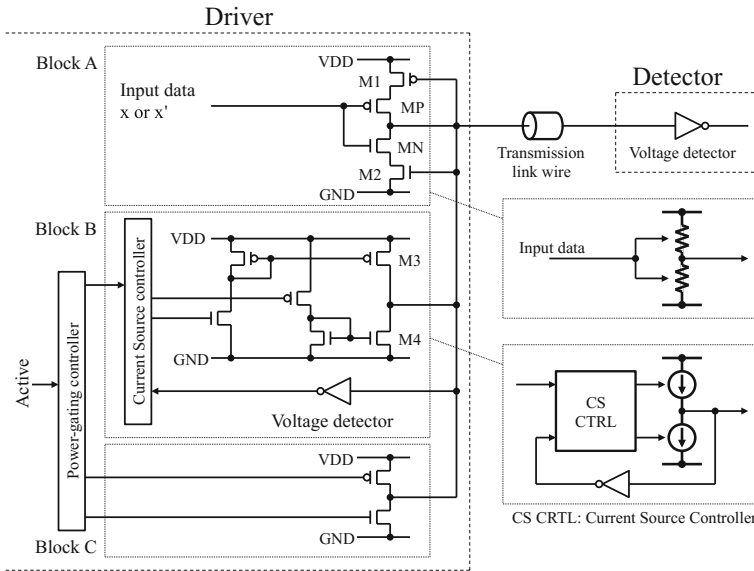 Driver
Block A
VDD
M1
Input data
x or x'
MP
MN
M2
GND
Detector
Voltage detector
Transmission
link wire
Input data
Block B
VDD
M3
M4
GND
Current Source controller
Power-gating controller
Active
Voltage detector
CS
CTRL
CS CRTL: Current Source Controller
VDD
GND
Block C